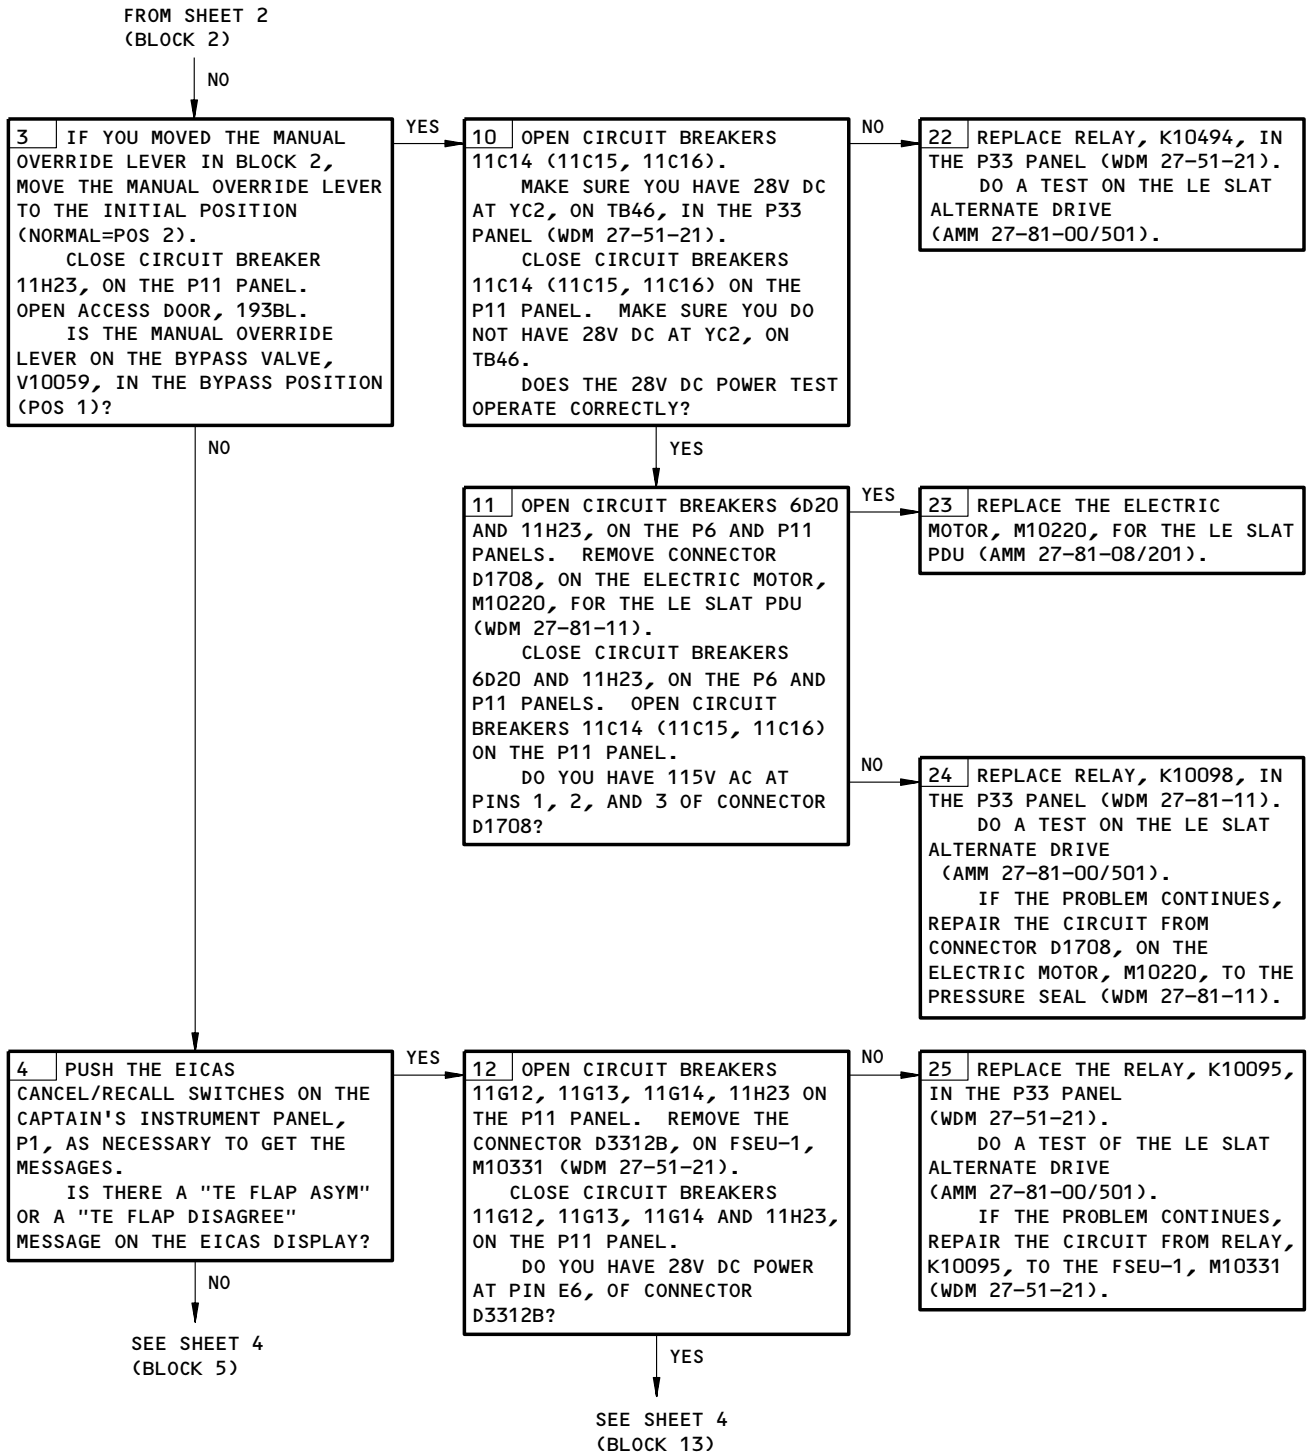 FROM SHEET 2
(BLOCK 2)
NO
3 IF YOU MOVED THE MANUAL
OVERRIDE LEVER IN BLOCK 2,
MOVE THE MANUAL OVERRIDE LEVER
TO THE INITIAL POSITION
(NORMAL=POS 2).
CLOSE CIRCUIT BREAKER
11H23, ON THE P11 PANEL.
OPEN ACCESS DOOR, 193BL.
IS THE MANUAL OVERRIDE
LEVER ON THE BYPASS VALVE,
V10059, IN THE BYPASS POSITION
(POS 1)?
YES
10 OPEN CIRCUIT BREAKERS
11C14 (11C15, 11C16).
MAKE SURE YOU HAVE 28V DC
AT YC2, ON TB46, IN THE P33
PANEL (WDM 27-51-21).
CLOSE CIRCUIT BREAKERS
11C14 (11C15, 11C16) ON THE
P11 PANEL. MAKE SURE YOU DO
NOT HAVE 28V DC AT YC2, ON
TB46.
DOES THE 28V DC POWER TEST
OPERATE CORRECTLY?
NO
22 REPLACE RELAY, K10494, IN
THE P33 PANEL (WDM 27-51-21).
DO A TEST ON THE LE SLAT
ALTERNATE DRIVE
(AMM 27-81-00/501).
NO
YES
11 OPEN CIRCUIT BREAKERS 6D20
AND 11H23, ON THE P6 AND P11
PANELS. REMOVE CONNECTOR
D1708, ON THE ELECTRIC MOTOR,
M10220, FOR THE LE SLAT PDU
(WDM 27-81-11).
CLOSE CIRCUIT BREAKERS
6D20 AND 11H23, ON THE P6 AND
P11 PANELS. OPEN CIRCUIT
BREAKERS 11C14 (11C15, 11C16)
ON THE P11 PANEL.
DO YOU HAVE 115V AC AT
PINS 1, 2, AND 3 OF CONNECTOR
D1708?
YES
23 REPLACE THE ELECTRIC
MOTOR, M10220, FOR THE LE SLAT
PDU (AMM 27-81-08/201).
NO
24 REPLACE RELAY, K10098, IN
THE P33 PANEL (WDM 27-81-11).
DO A TEST ON THE LE SLAT
ALTERNATE DRIVE
(AMM 27-81-00/501).
IF THE PROBLEM CONTINUES,
REPAIR THE CIRCUIT FROM
CONNECTOR D1708, ON THE
ELECTRIC MOTOR, M10220, TO THE
PRESSURE SEAL (WDM 27-81-11).
4 PUSH THE EICAS
CANCEL/RECALL SWITCHES ON THE
CAPTAIN'S INSTRUMENT PANEL,
P1, AS NECESSARY TO GET THE
MESSAGES.
IS THERE A "TE FLAP ASYM"
OR A "TE FLAP DISAGREE"
MESSAGE ON THE EICAS DISPLAY?
YES
12 OPEN CIRCUIT BREAKERS
11G12, 11G13, 11G14, 11H23 ON
THE P11 PANEL. REMOVE THE
CONNECTOR D3312B, ON FSEU-1,
M10331 (WDM 27-51-21).
CLOSE CIRCUIT BREAKERS
11G12, 11G13, 11G14 AND 11H23,
ON THE P11 PANEL.
DO YOU HAVE 28V DC POWER
AT PIN E6, OF CONNECTOR
D3312B?
NO
25 REPLACE THE RELAY, K10095,
IN THE P33 PANEL
(WDM 27-51-21).
DO A TEST OF THE LE SLAT
ALTERNATE DRIVE
(AMM 27-81-00/501).
IF THE PROBLEM CONTINUES,
REPAIR THE CIRCUIT FROM RELAY,
K10095, TO THE FSEU-1, M10331
(WDM 27-51-21).
NO
SEE SHEET 4
(BLOCK 5)
YES
SEE SHEET 4
(BLOCK 13)